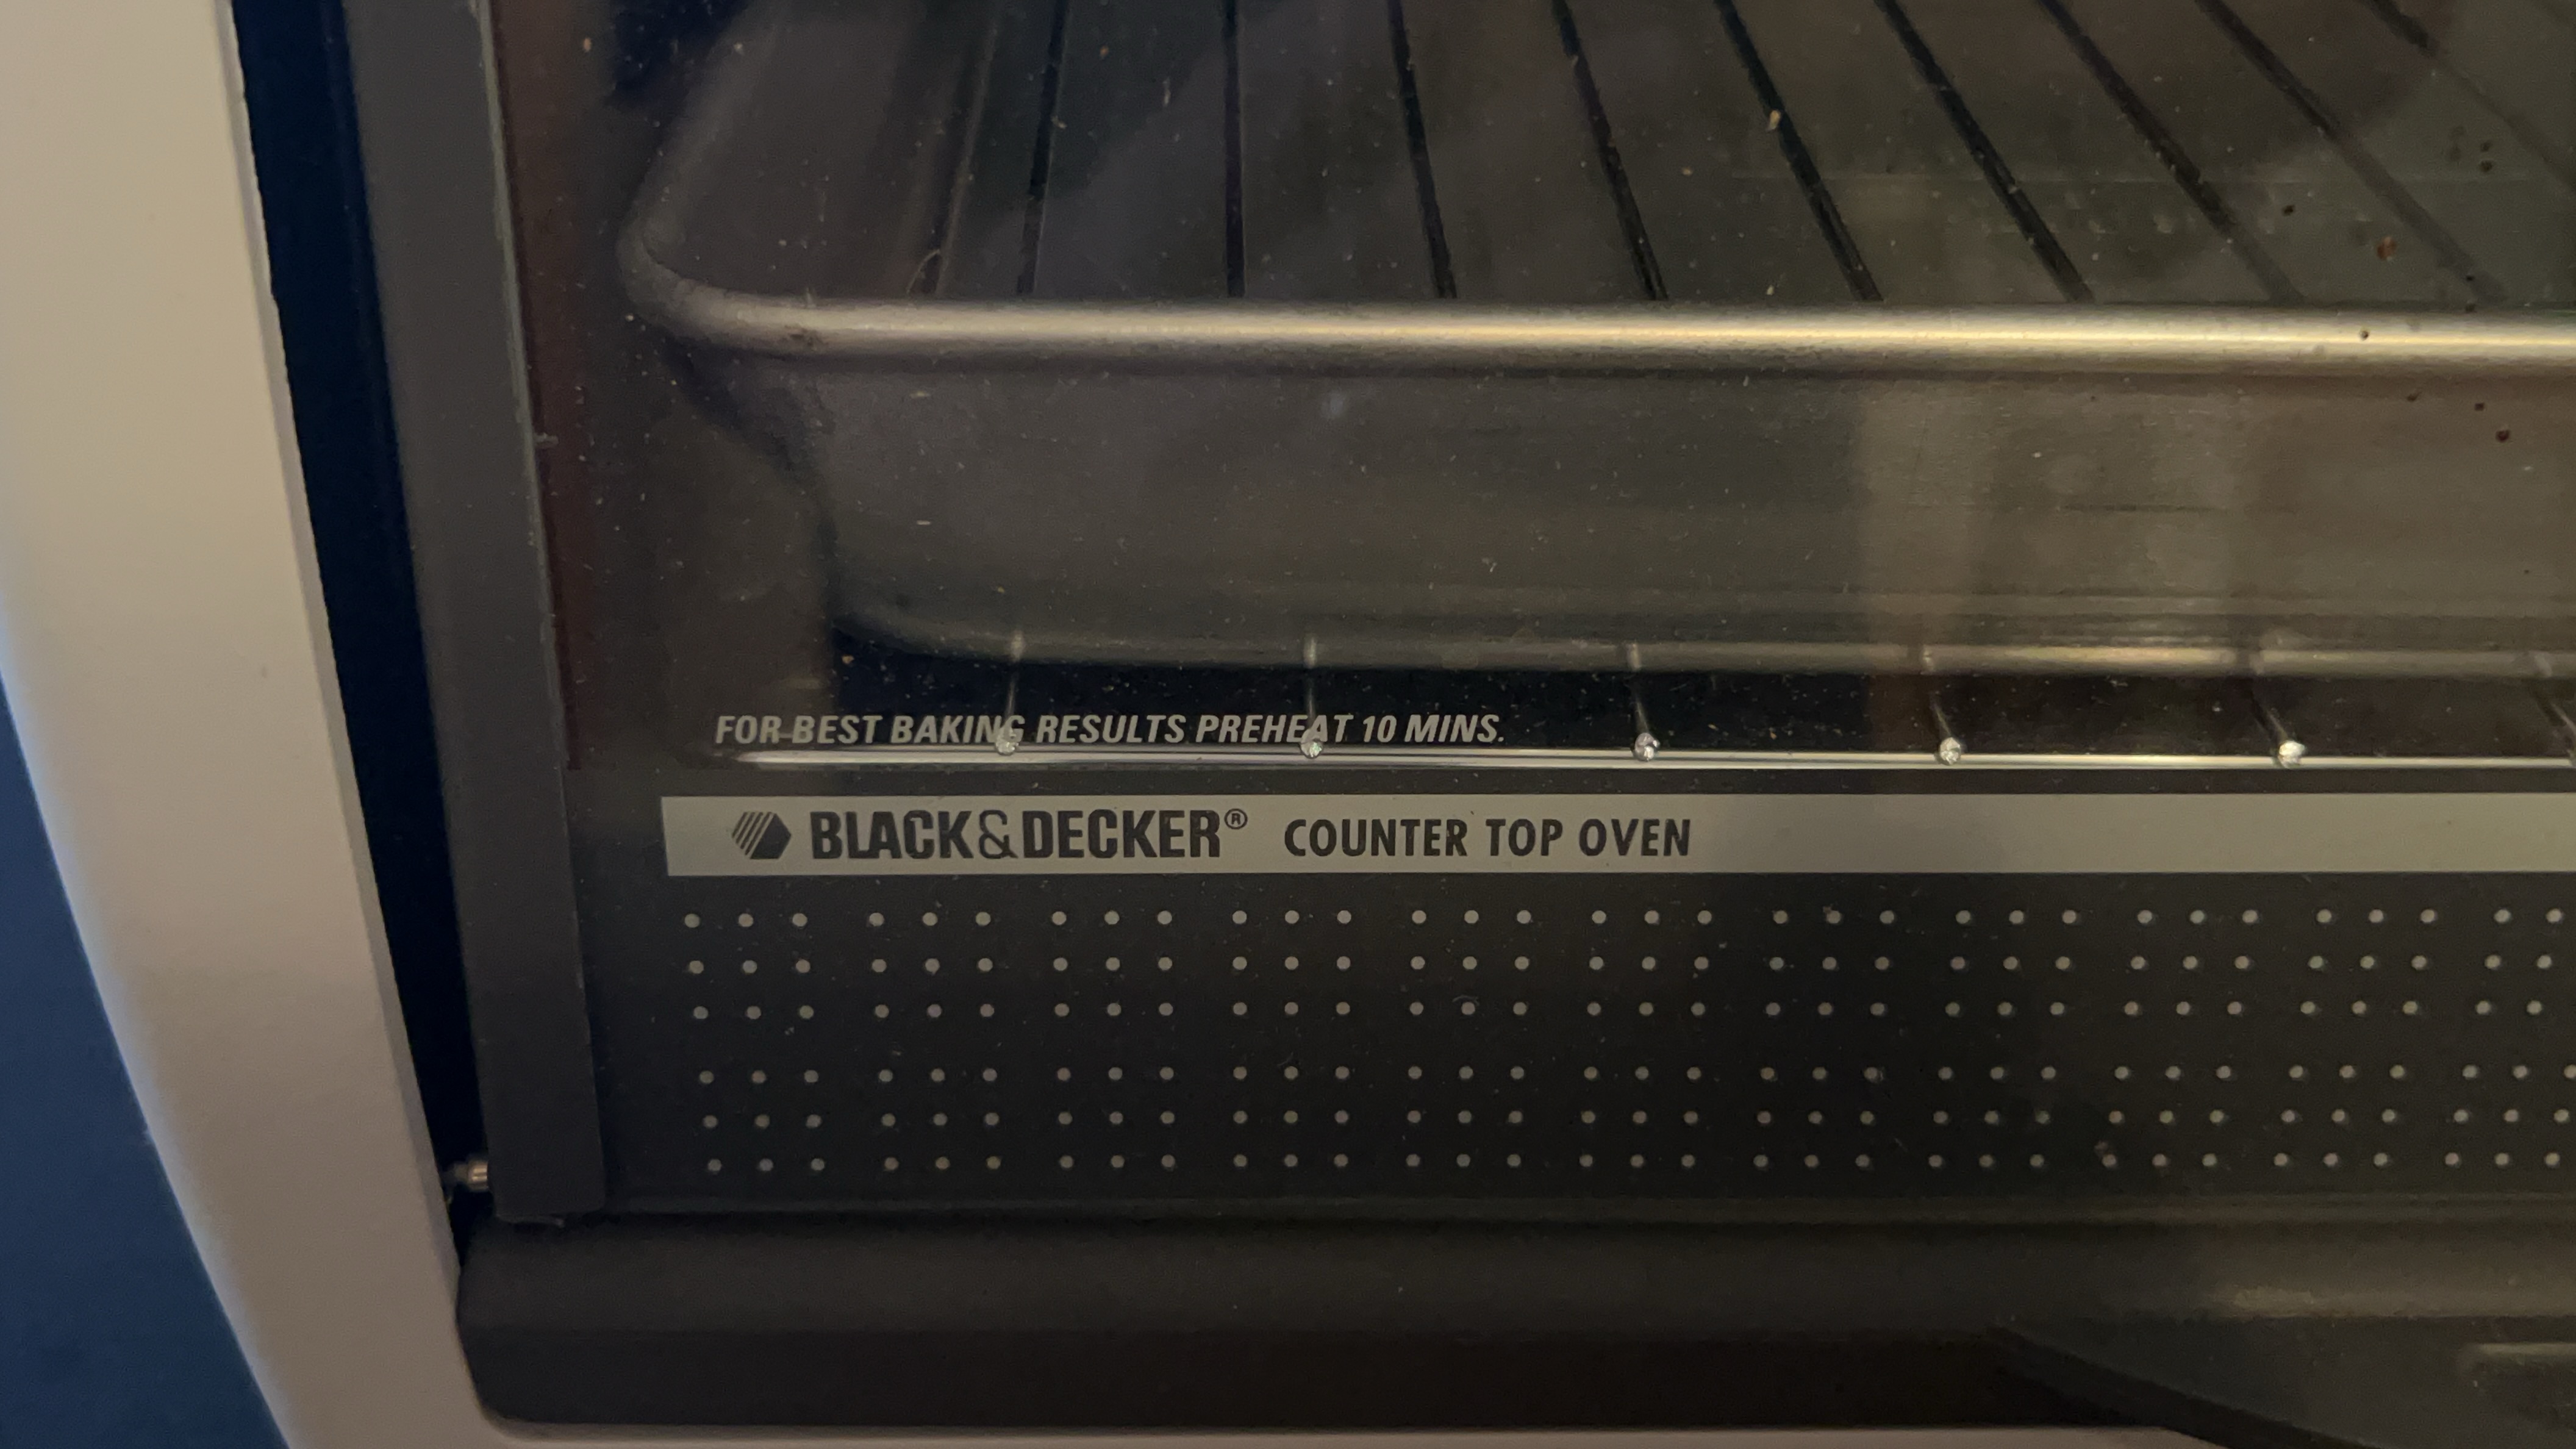 FOR BEST BAKING RESULTS PREHEAT 10 MINS.
BLACK&DECKER® COUNTER TOP OVEN